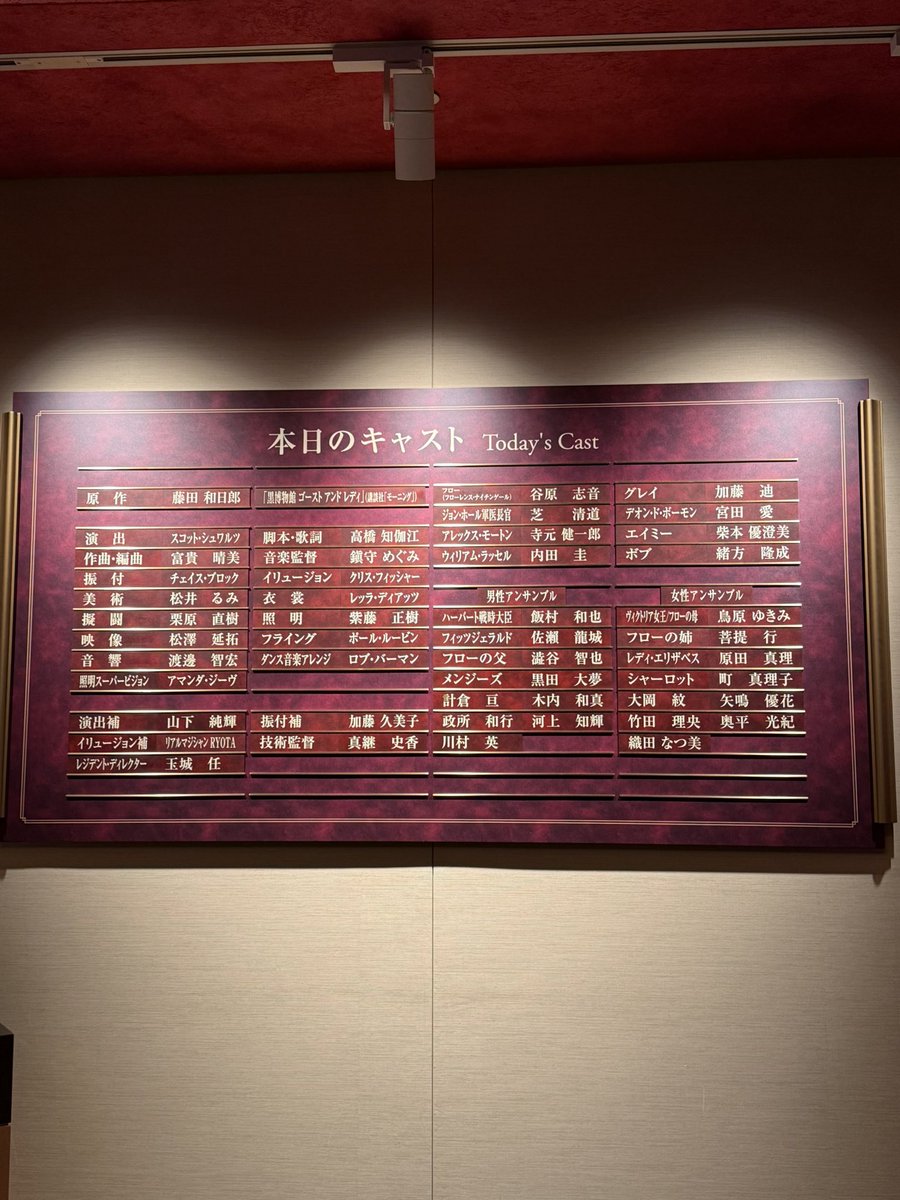 本日のキャスト Today's Cast
原作 藤田 和日郎 「黒博物館 ゴースト アンド レディ」(講談社「モーニング」)
演出 スコット・シュワルツ 脚本・歌詞 高橋 知伽江
作曲・編曲 富貴 晴美 音楽監督 鎮守 めぐみ
振付 チェイス・ブロック イリュージョン クリス・フィッシャー
美術 松井 るみ 衣裳 レッラ・ディアッツ
擬闘 栗原 直樹 照明 紫藤 正樹
映像 松澤 延拓 フライング ポール・ルービン
音響 渡邊 智宏 ダンス音楽アレンジ ロブ・バーマン
照明スーパービジョン アマンダ・ジーヴ
演出補 山下 純輝 振付補 加藤 久美子
イリュージョン補 リアルマジシャン RYOTA 技術監督 真継 史香
レジデント・ディレクター 玉城 任
フロー(フローレンス・ナイチンゲール) 谷原 志音 グレイ 加藤 迪
ジョン・ホール軍医長官 芝 清道 デオン・ド・ボーモン 宮田 愛
アレックス・モートン 寺元 健一郎 エイミー 柴本 優澄美
ウィリアム・ラッセル 内田 圭 ボブ 緒方 隆成
男性アンサンブル 女性アンサンブル
ハーバート戦時大臣 飯村 和也 ヴィクトリア女王/フローの母 鳥原 ゆきみ
フィッツジェラルド 佐瀬 龍城 フローの姉 菩提 行
フローの父 澁谷 智也 レディ・エリザベス 原田 真理
メンジーズ 黒田 大夢 シャーロット 町 真理子
計倉 亘 木内 和真 大岡 紋 矢鳴 優花
政所 和行 河上 知輝 竹田 理央 奥平 光紀
川村 英 織田 なつ美